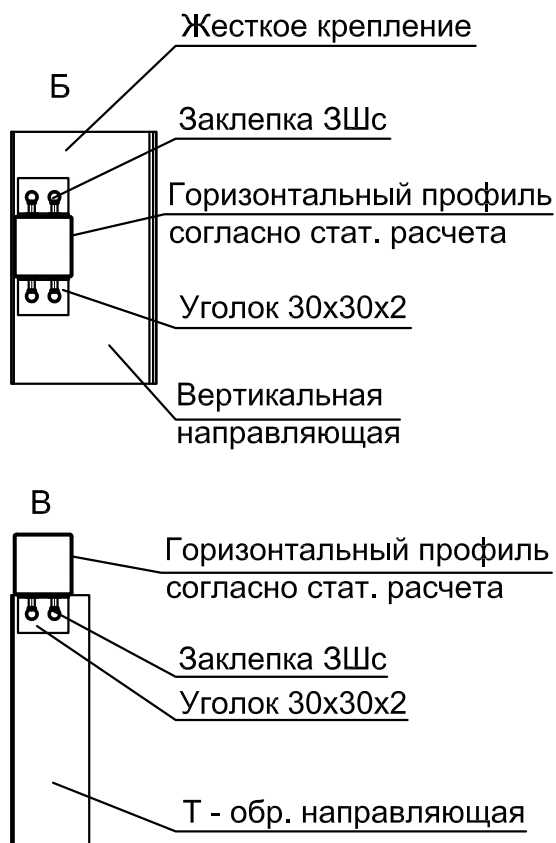 Жесткое крепление
Б
Заклепка ЗШс
Горизонтальный профиль
согласно стат. расчета
Уголок 30х30х2
Вертикальная
направляющая
В
Горизонтальный профиль
согласно стат. расчета
Заклепка ЗШс
Уголок 30х30х2
Т - обр. направляющая